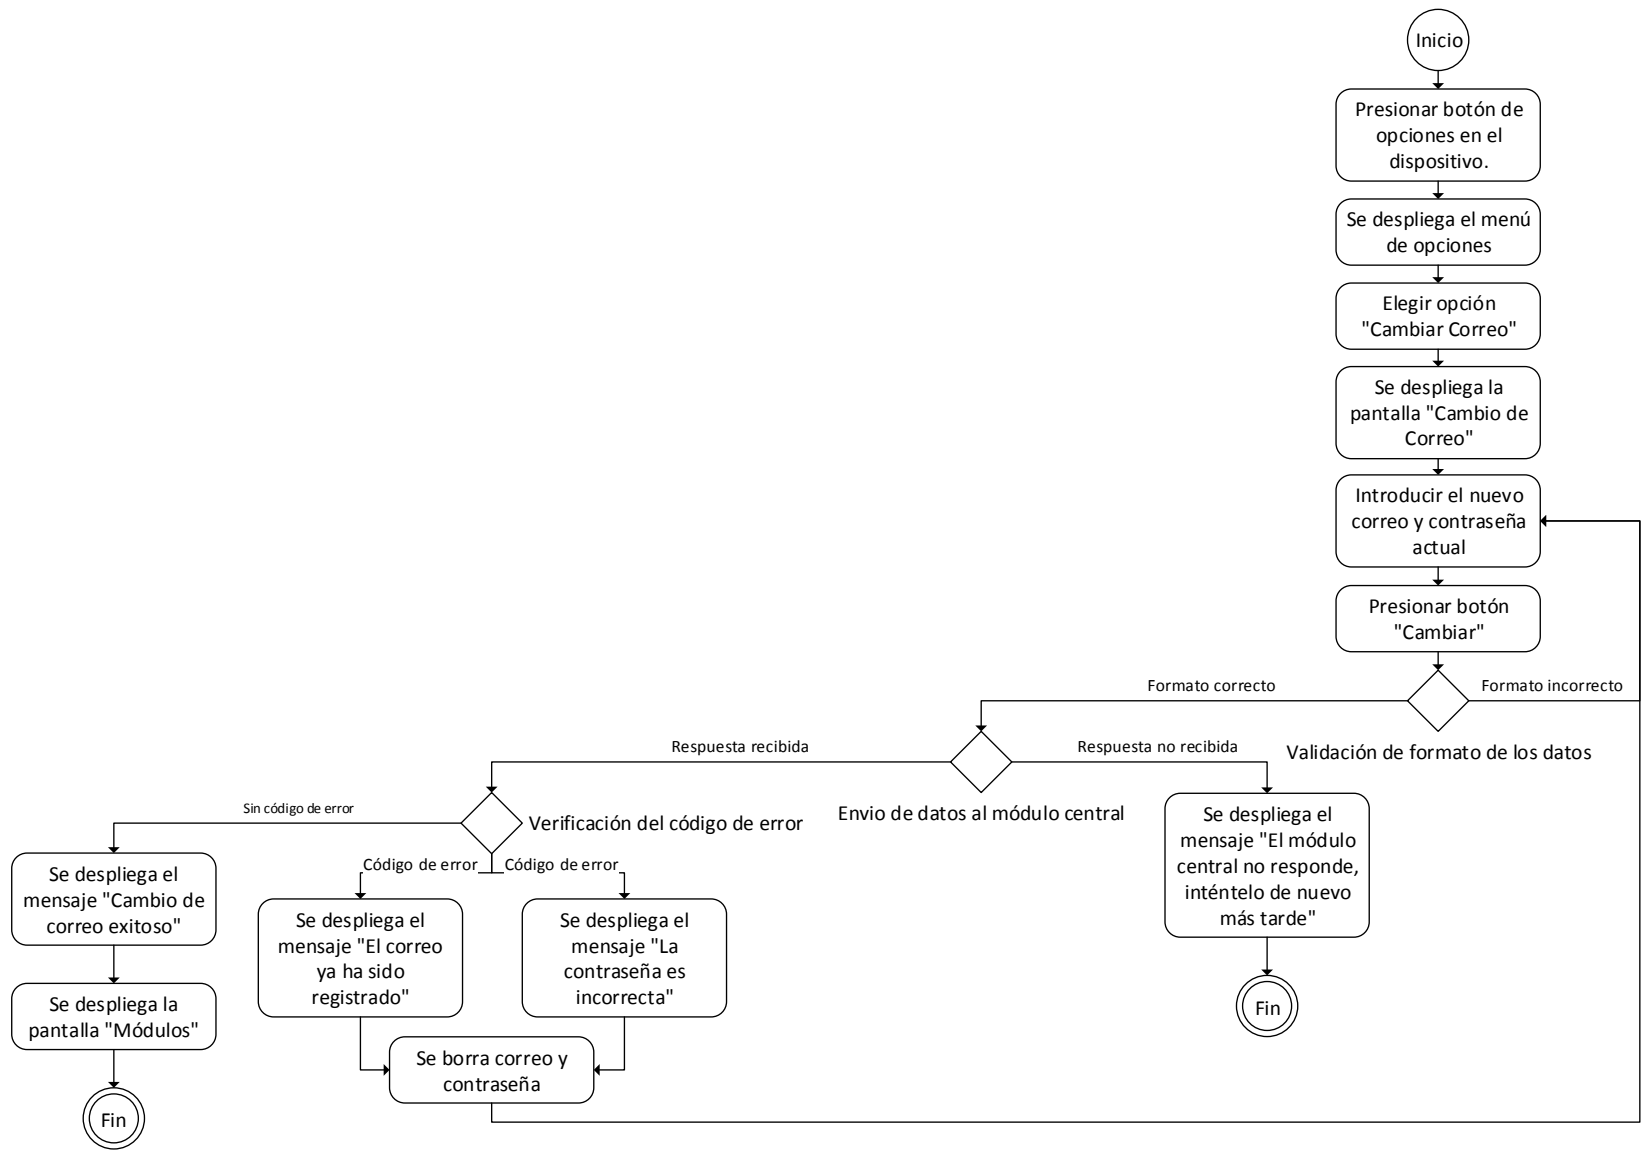 Inicio
Presionar botón de
opciones en el
dispositivo.
Se despliega el menú
de opciones
Elegir opción
"Cambiar Correo"
Se despliega la
pantalla "Cambio de
Correo"
Introducir el nuevo
correo y contraseña
actual
Presionar botón
"Cambiar"
Formato correcto
Formato incorrecto
Validación de formato de los datos
Respuesta recibida
Respuesta no recibida
Envio de datos al módulo central
Sin código de error
Verificación del código de error
Código de error
Código de error
Se despliega el
mensaje "Cambio de
correo exitoso"
Se despliega el
mensaje "El correo
ya ha sido
registrado"
Se despliega el
mensaje "La
contraseña es
incorrecta"
Se despliega el
mensaje "El módulo
central no responde,
inténtelo de nuevo
más tarde"
Se despliega la
pantalla "Módulos"
Se borra correo y
contraseña
Fin
Fin